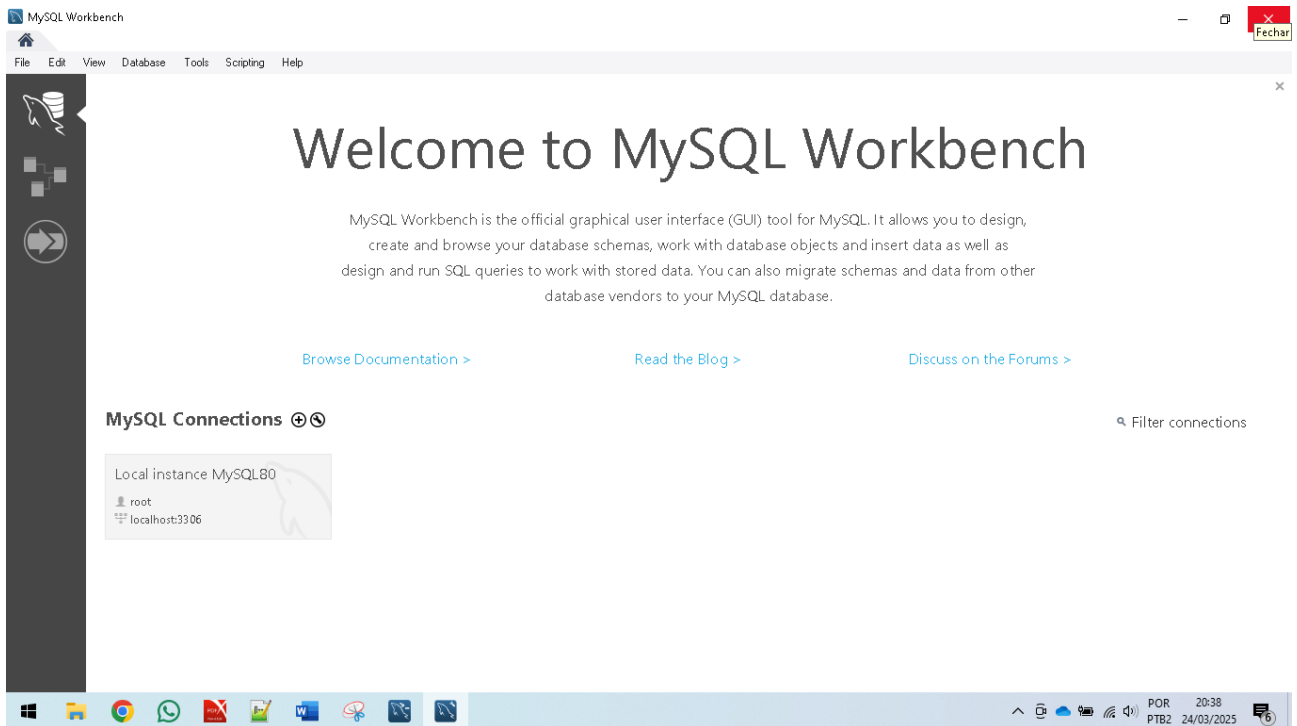 MySQL Workbench
Fechar
File Edit View Database Tools Scripting Help
Welcome to MySQL Workbench
MySQL Workbench is the official graphical user interface (GUI) tool for MySQL. It allows you to design,
create and browse your database schemas, work with database objects and insert data as well as
design and run SQL queries to work with stored data. You can also migrate schemas and data from other
database vendors to your MySQL database.
Browse Documentation > Read the Blog > Discuss on the Forums >
MySQL Connections Filter connections
Local instance MySQL80
root
localhost:3306
POR 20:38
PTB2 24/03/2025